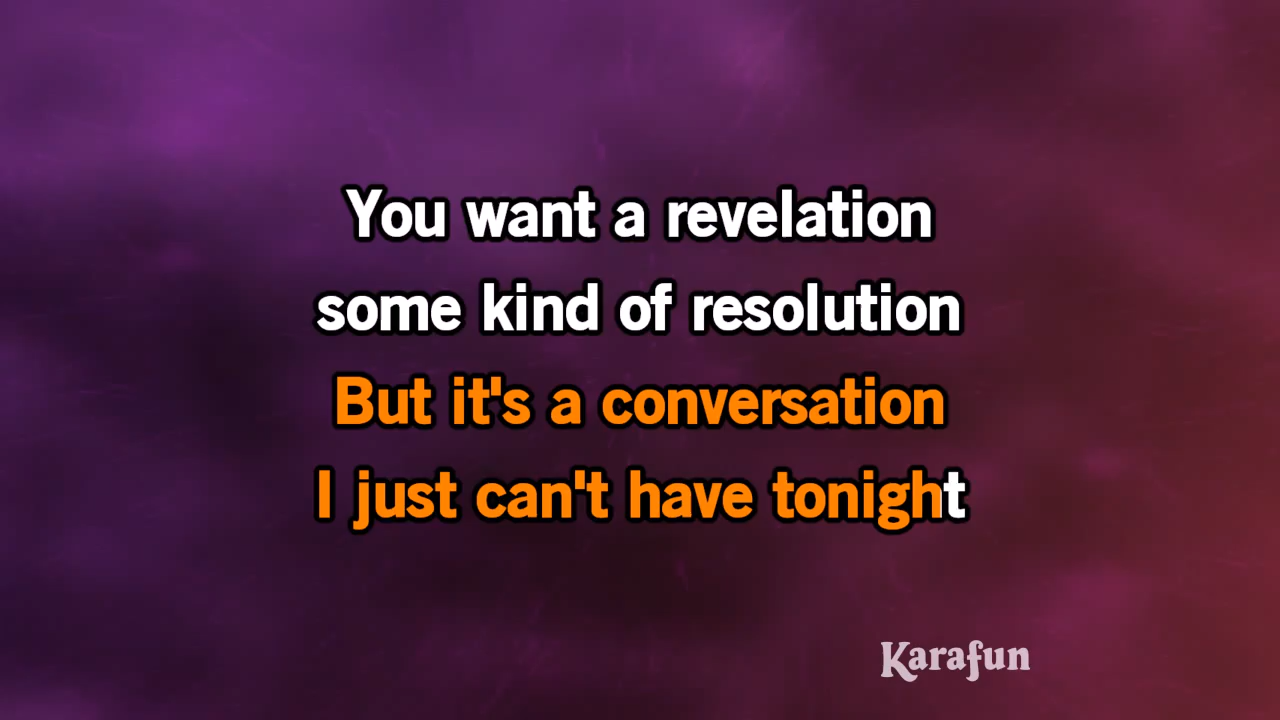 You want a revelation
some kind of resolution
But it's a conversation
I just can't have tonight
Karafun